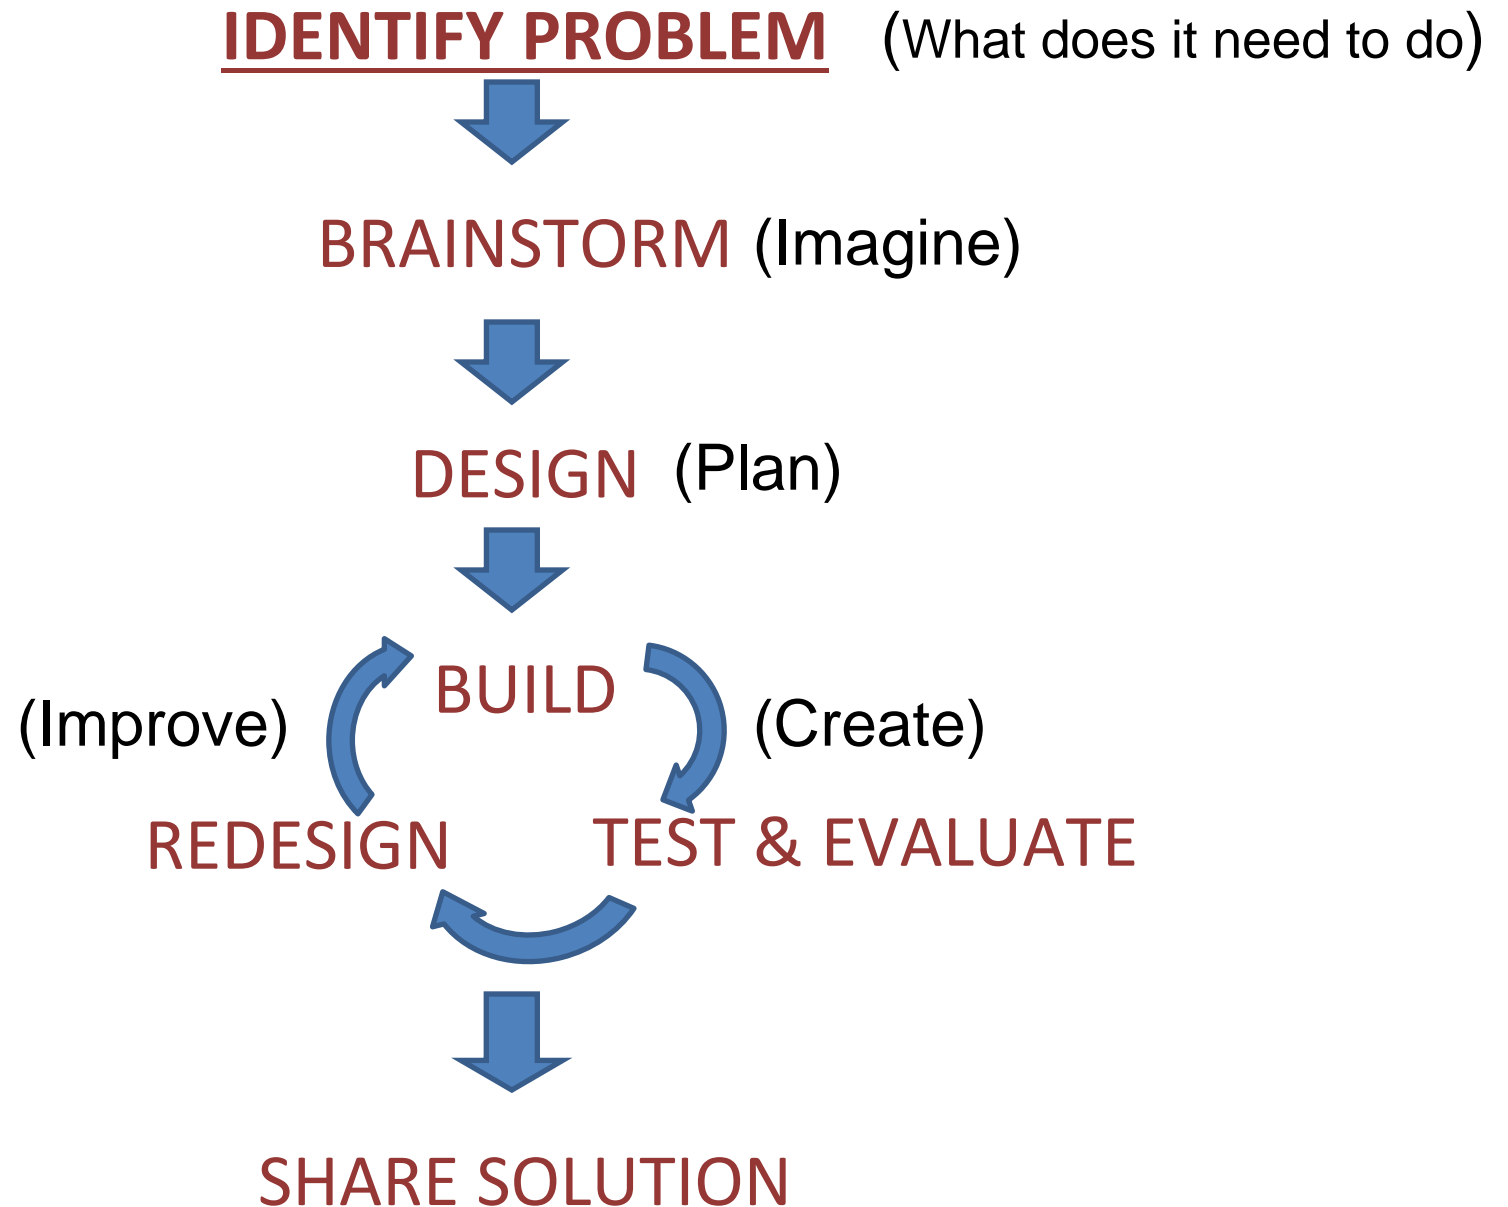 IDENTIFY PROBLEM (What does it need to do)
BRAINSTORM (Imagine)
DESIGN (Plan)
BUILD
(Improve) (Create)
REDESIGN TEST & EVALUATE
SHARE SOLUTION